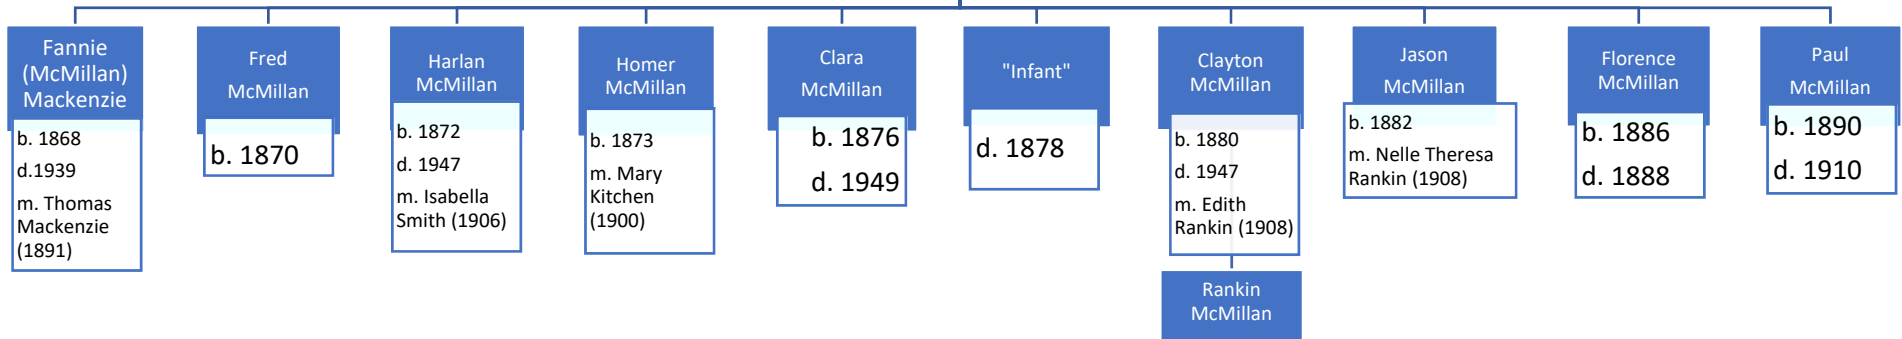 Fannie
(McMillan)
Mackenzie
b. 1868
d.1939
m. Thomas
Mackenzie
(1891)
Fred
McMillan
b. 1870
Harlan
McMillan
b. 1872
d. 1947
m. Isabella
Smith (1906)
Homer
McMillan
b. 1873
m. Mary
Kitchen
(1900)
Clara
McMillan
b. 1876
d. 1949
"Infant"
d. 1878
Clayton
McMillan
b. 1880
d. 1947
m. Edith
Rankin (1908)
Rankin
McMillan
Jason
McMillan
b. 1882
m. Nelle Theresa
Rankin (1908)
Florence
McMillan
b. 1886
d. 1888
Paul
McMillan
b. 1890
d. 1910